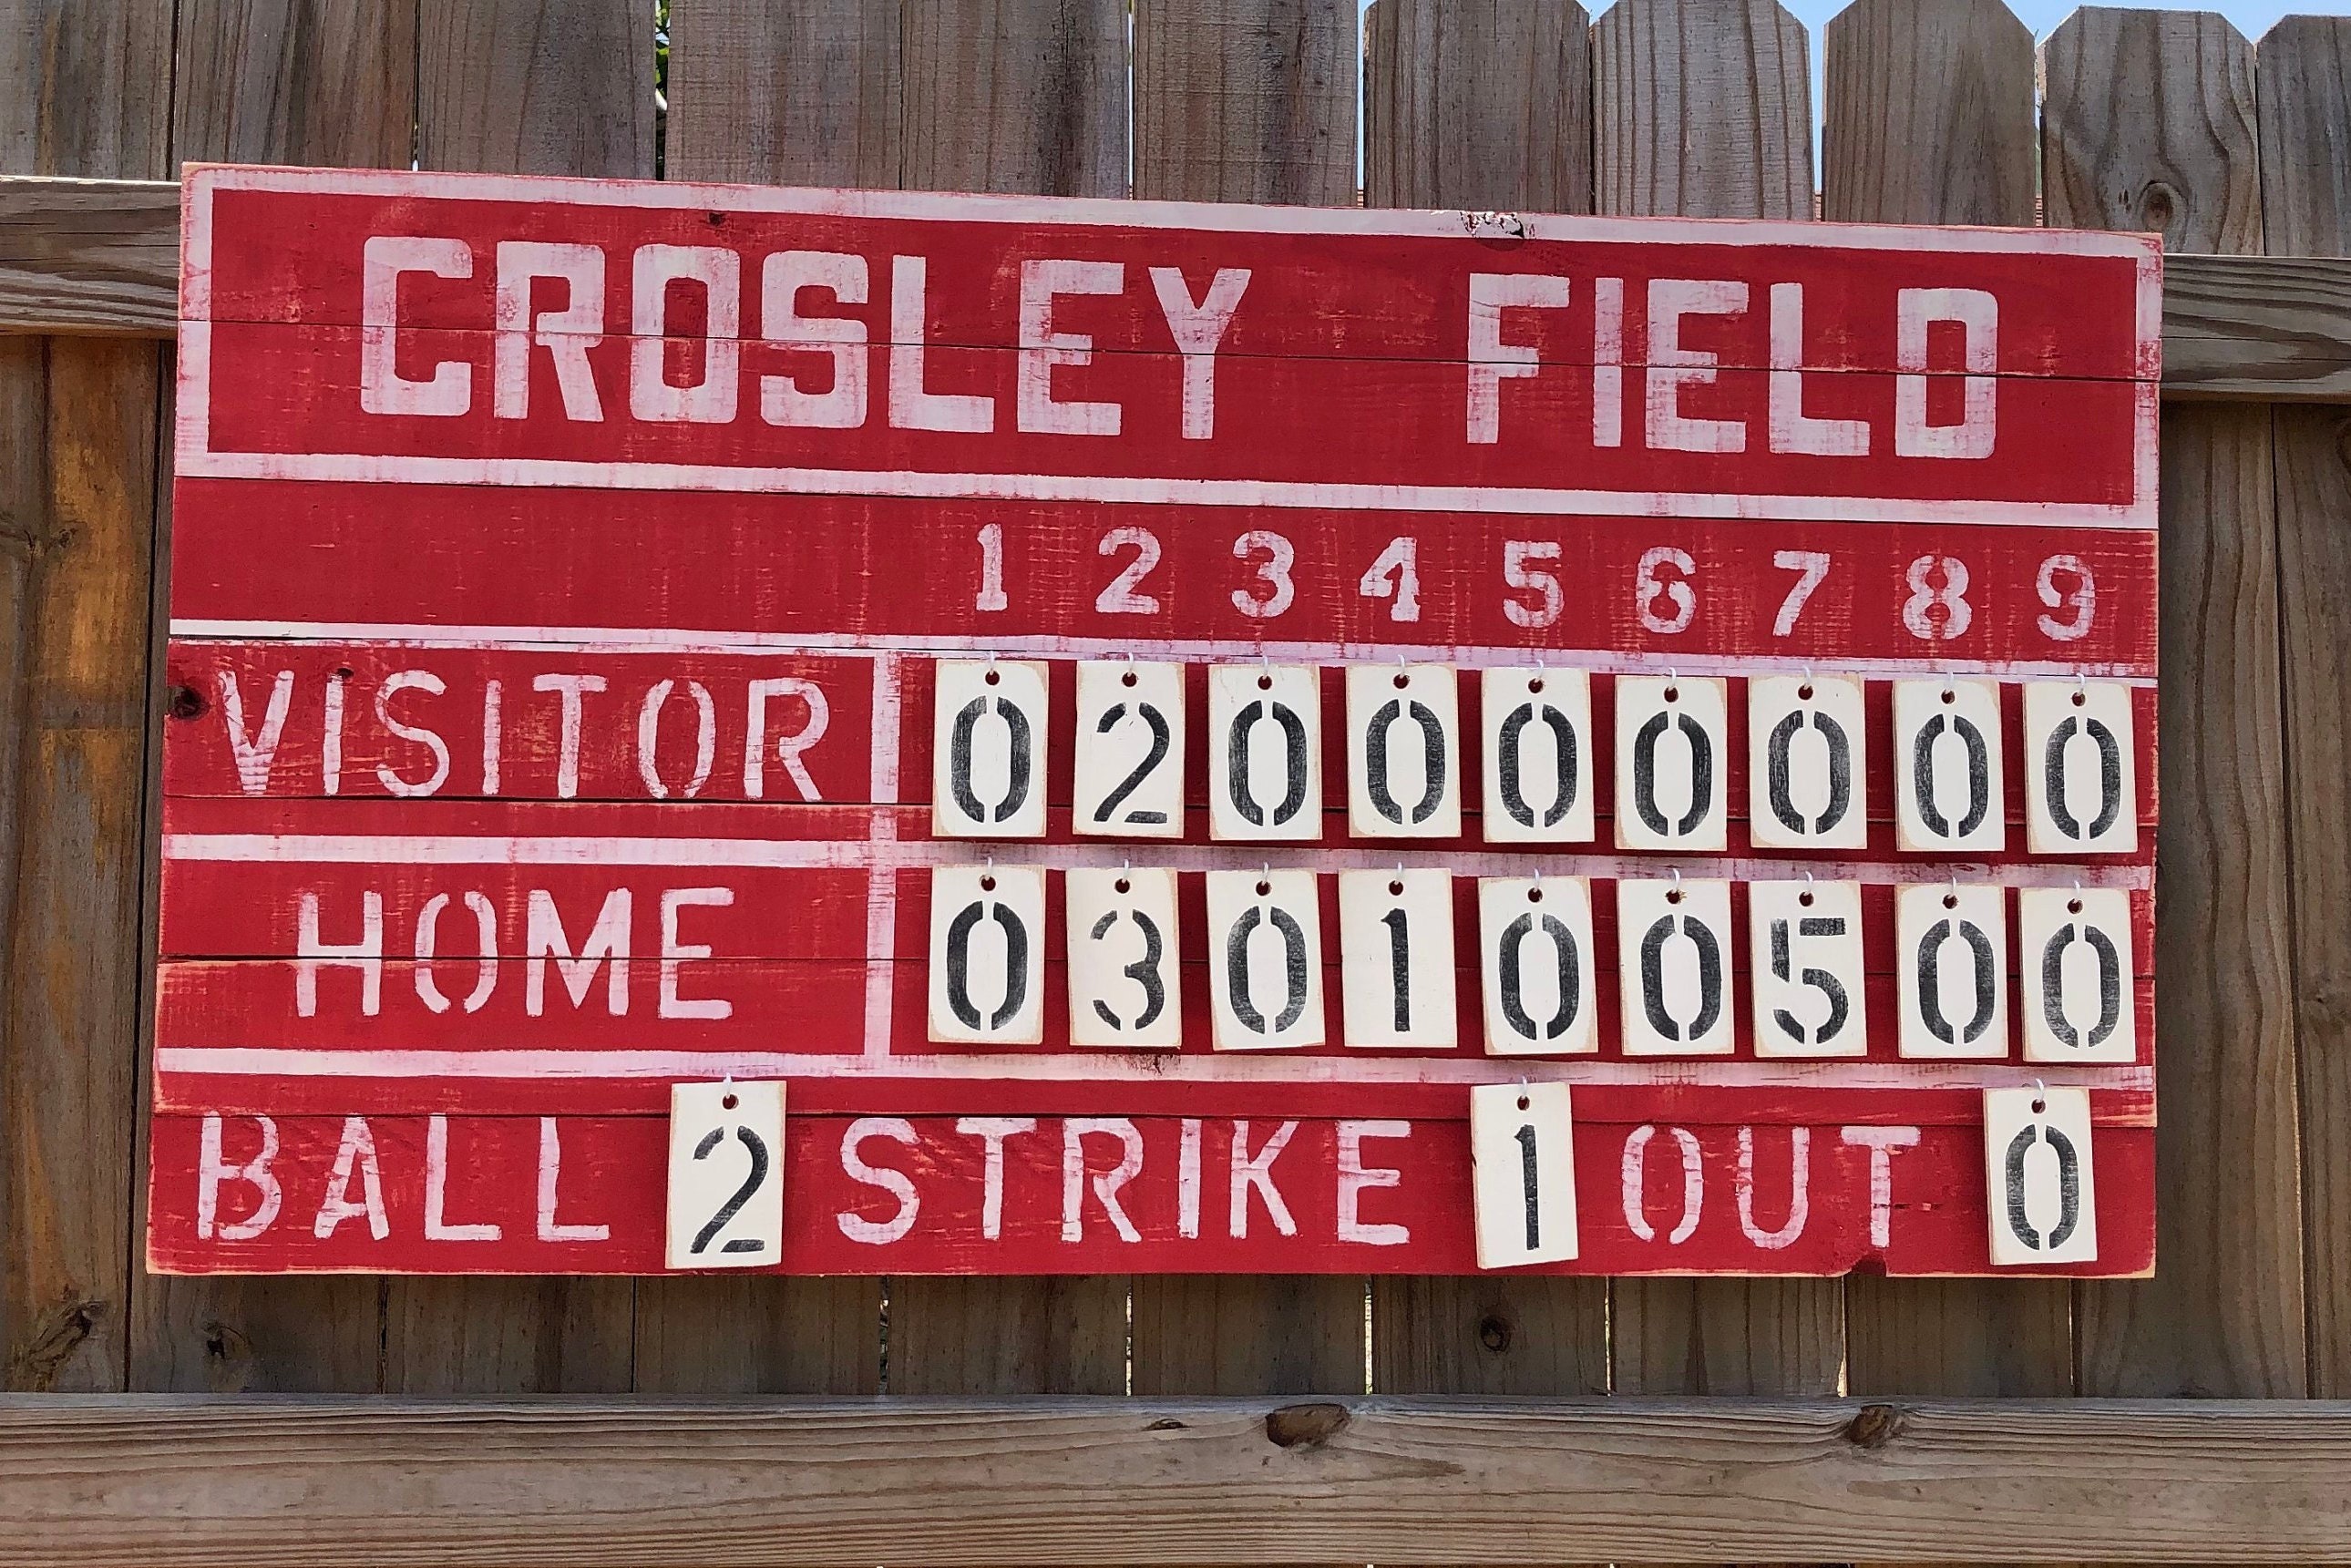 CROSLEY FIELD
1 2 3 4 5 6 7 8 9
VISITOR 0 2 0 0 0 0 0 0 0
HOME 0 3 0 1 0 0 5 0 0
BALL 2 STRIKE 1 OUT 0